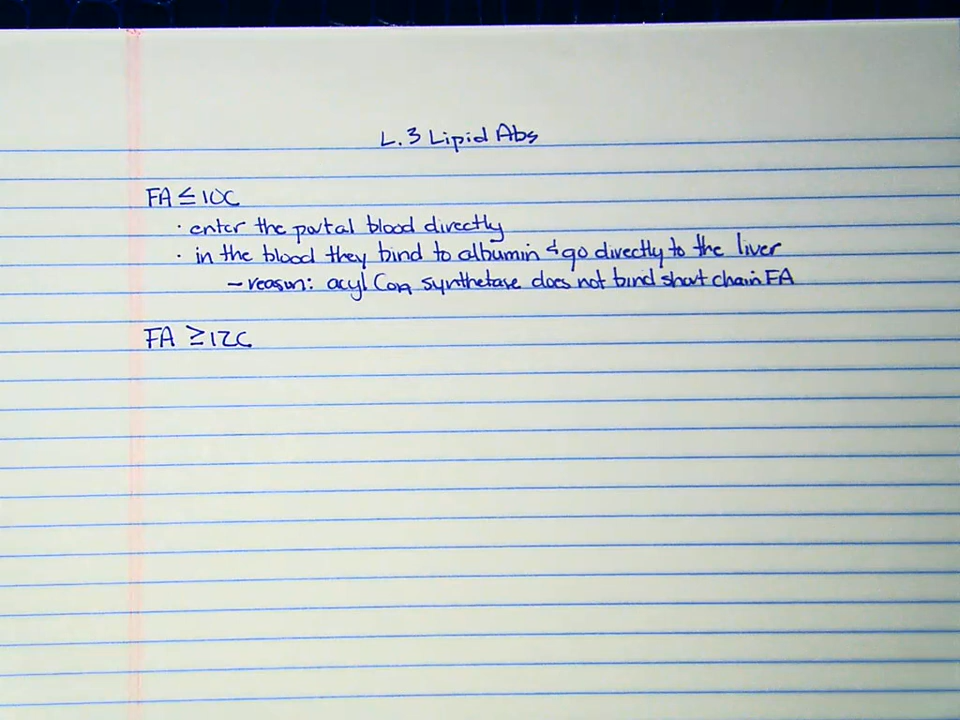 L.3 Lipid Abs
FA ≤ 10C
· enter the portal blood directly
· in the blood they bind to albumin & go directly to the liver
- reason: acyl CoA synthetase does not bind short chain FA
FA ≥ 12C